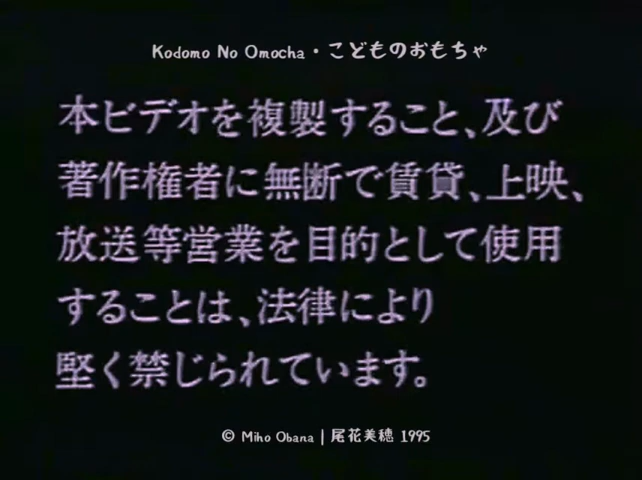 Kodomo No Omocha・こどものおもちゃ
本ビデオを複製すること、及び
著作権者に無断で賃貸、上映、
放送等営業を目的として使用
することは、法律により
堅く禁じられています。
© Miho Obana | 尾花美穂 1995